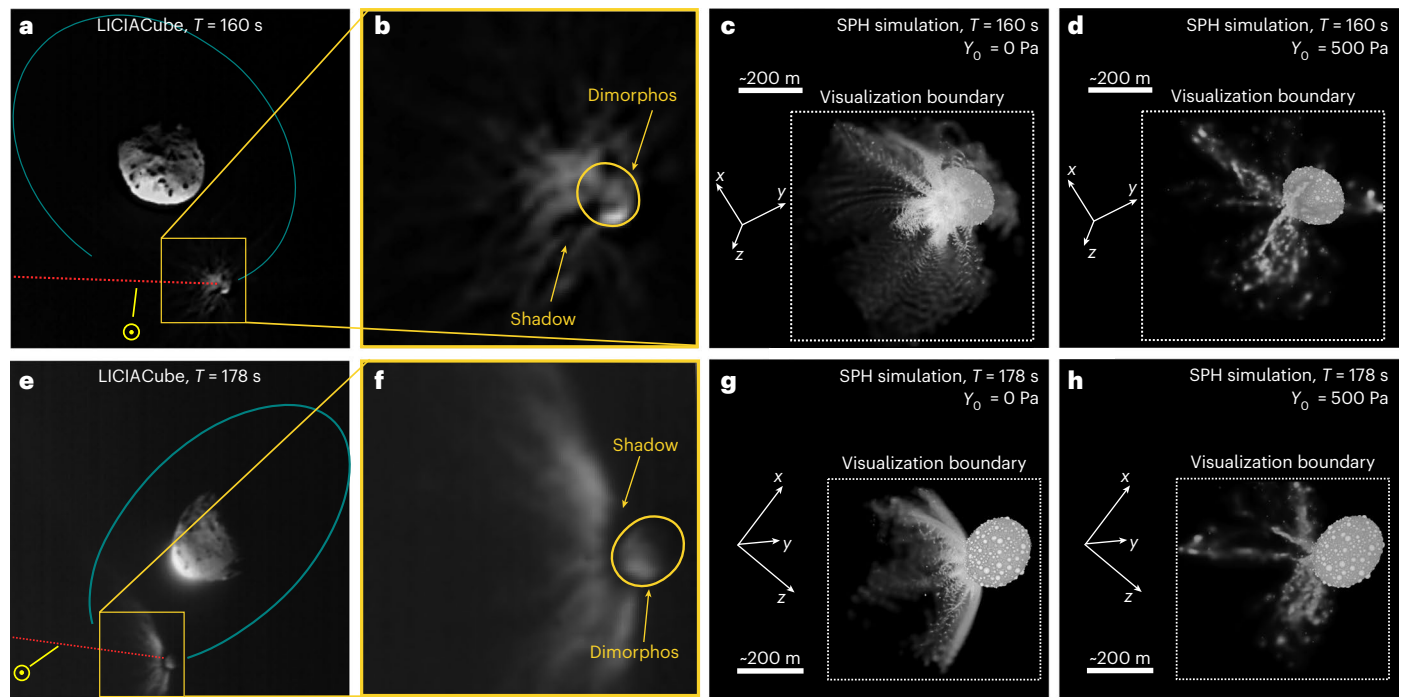 a
LICIACube, T = 160 s
b
Dimorphos
Shadow
c
SPH simulation, T = 160 s
Y0 = 0 Pa
~200 m
Visualization boundary
x
y
z
d
SPH simulation, T = 160 s
Y0 = 500 Pa
~200 m
Visualization boundary
x
y
z
e
LICIACube, T = 178 s
f
Shadow
Dimorphos
g
SPH simulation, T = 178 s
Y0 = 0 Pa
Visualization boundary
x
y
z
~200 m
h
SPH simulation, T = 178 s
Y0 = 500 Pa
Visualization boundary
x
y
z
~200 m